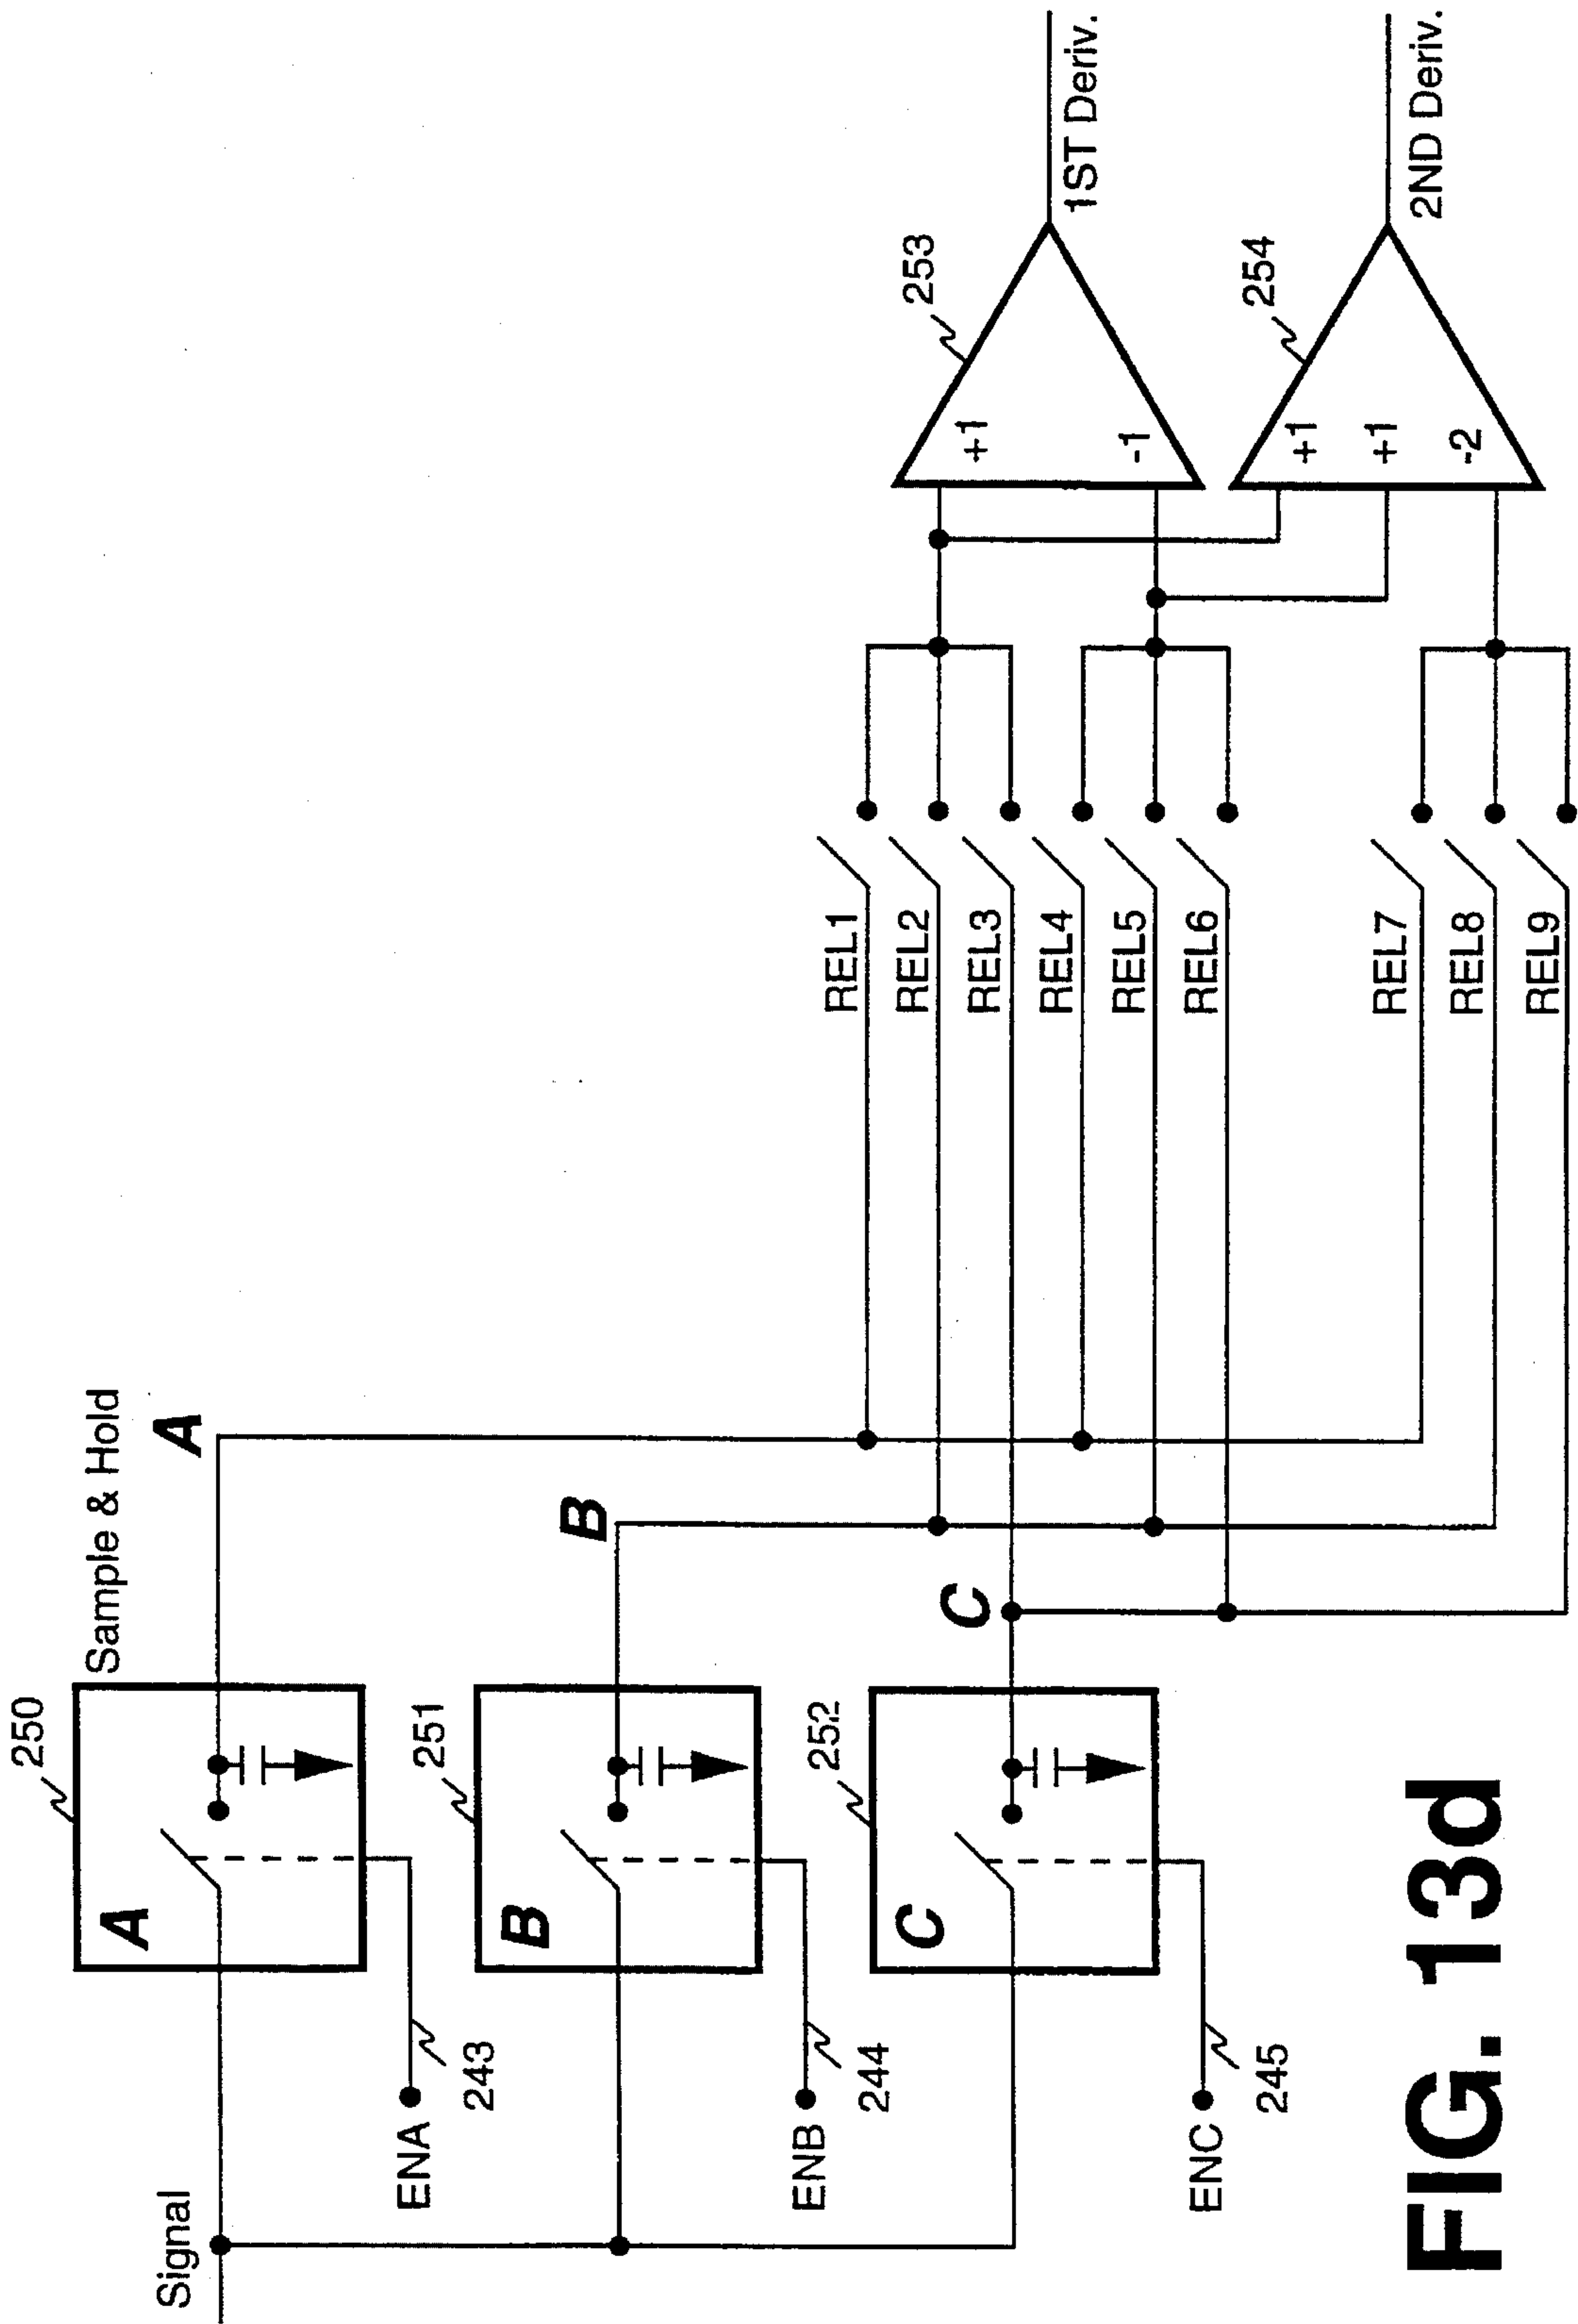 Signal
Sample & Hold
250
A
A
ENA
243
251
B
B
ENB
244
252
C
C
ENC
245
REL1
REL2
REL3
REL4
REL5
REL6
REL7
REL8
REL9
253
+1
-1
1ST Deriv.
254
+1
+1
-2
2ND Deriv.
FIG. 13d